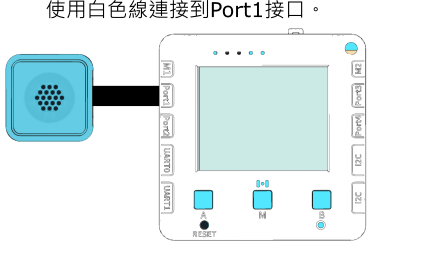 使用白色線連接到Port1接口。
M1
M2
Port1
Port3
Port2
Port4
UART0
I2C
UART1
I2C
A
M
B
RESET